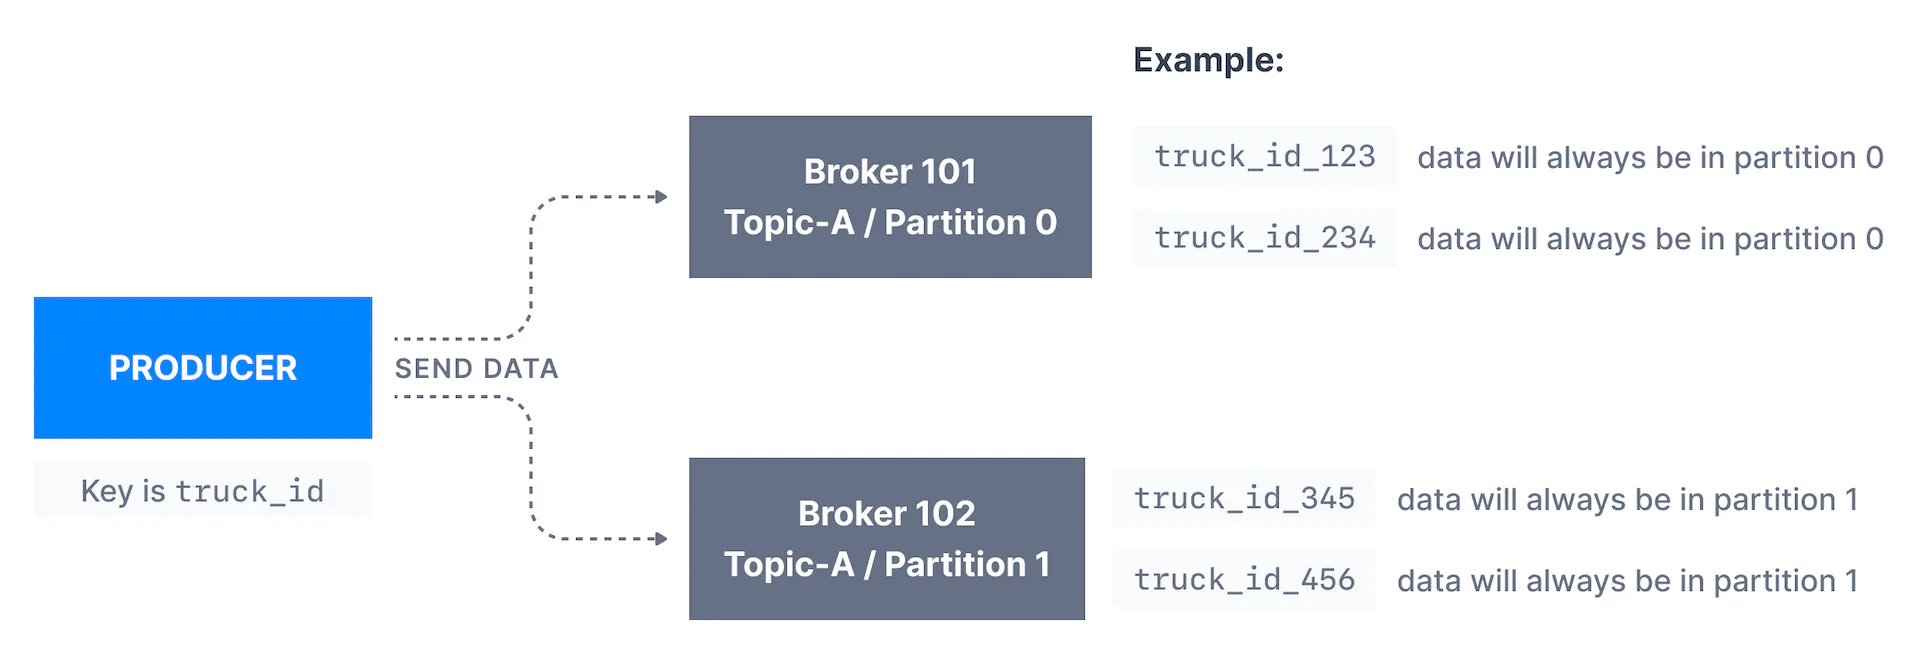 Example:
Broker 101
Topic-A / Partition 0
truck_id_123 data will always be in partition 0
truck_id_234 data will always be in partition 0
PRODUCER
SEND DATA
Key is truck_id
Broker 102
Topic-A / Partition 1
truck_id_345 data will always be in partition 1
truck_id_456 data will always be in partition 1